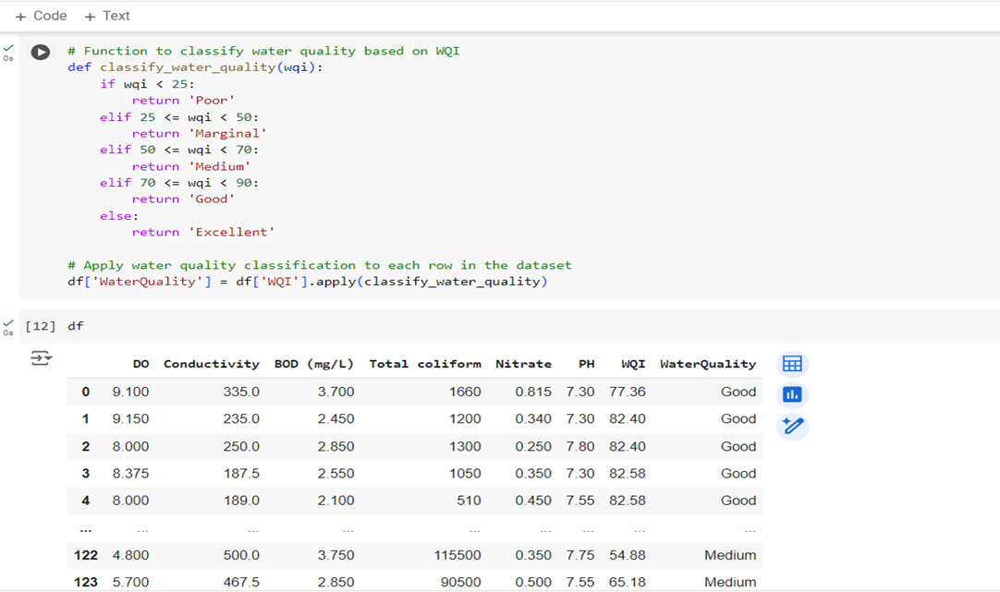 + Code + Text
0s
# Function to classify water quality based on WQI
def classify_water_quality(wqi):
    if wqi < 25:
        return 'Poor'
    elif 25 <= wqi < 50:
        return 'Marginal'
    elif 50 <= wqi < 70:
        return 'Medium'
    elif 70 <= wqi < 90:
        return 'Good'
    else:
        return 'Excellent'
# Apply water quality classification to each row in the dataset
df['WaterQuality'] = df['WQI'].apply(classify_water_quality)
0s
[12] df
DO Conductivity BOD (mg/L) Total coliform Nitrate PH WQI WaterQuality
0 9.100 335.0 3.700 1660 0.815 7.30 77.36 Good
1 9.150 235.0 2.450 1200 0.340 7.30 82.40 Good
2 8.000 250.0 2.850 1300 0.250 7.80 82.40 Good
3 8.375 187.5 2.550 1050 0.350 7.30 82.58 Good
4 8.000 189.0 2.100 510 0.450 7.55 82.58 Good
... ... ... ... ... ... ... ... ...
122 4.800 500.0 3.750 115500 0.350 7.75 54.88 Medium
123 5.700 467.5 2.850 90500 0.500 7.55 65.18 Medium